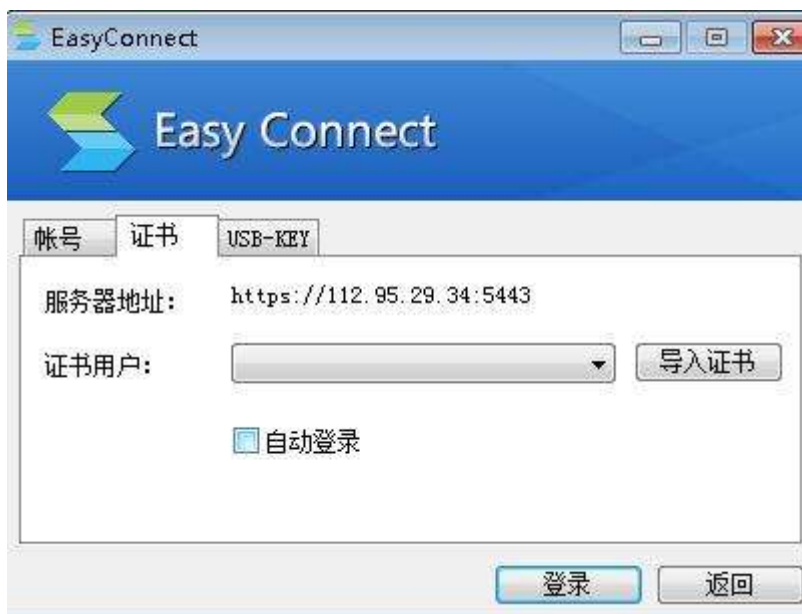 EasyConnect
Easy Connect
帐号 证书 USB-KEY
服务器地址: https://112.95.29.34:5443
证书用户: 导入证书
自动登录
登录 返回